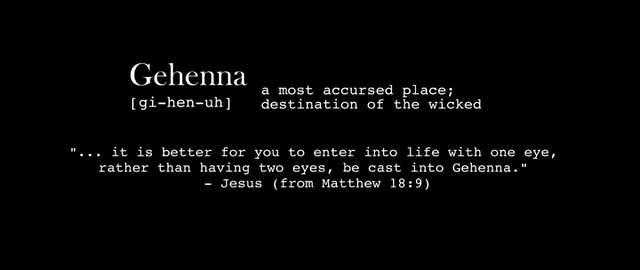 Gehenna
[gi-hen-uh]
a most accursed place;
destination of the wicked
"... it is better for you to enter into life with one eye,
rather than having two eyes, be cast into Gehenna."
- Jesus (from Matthew 18:9)